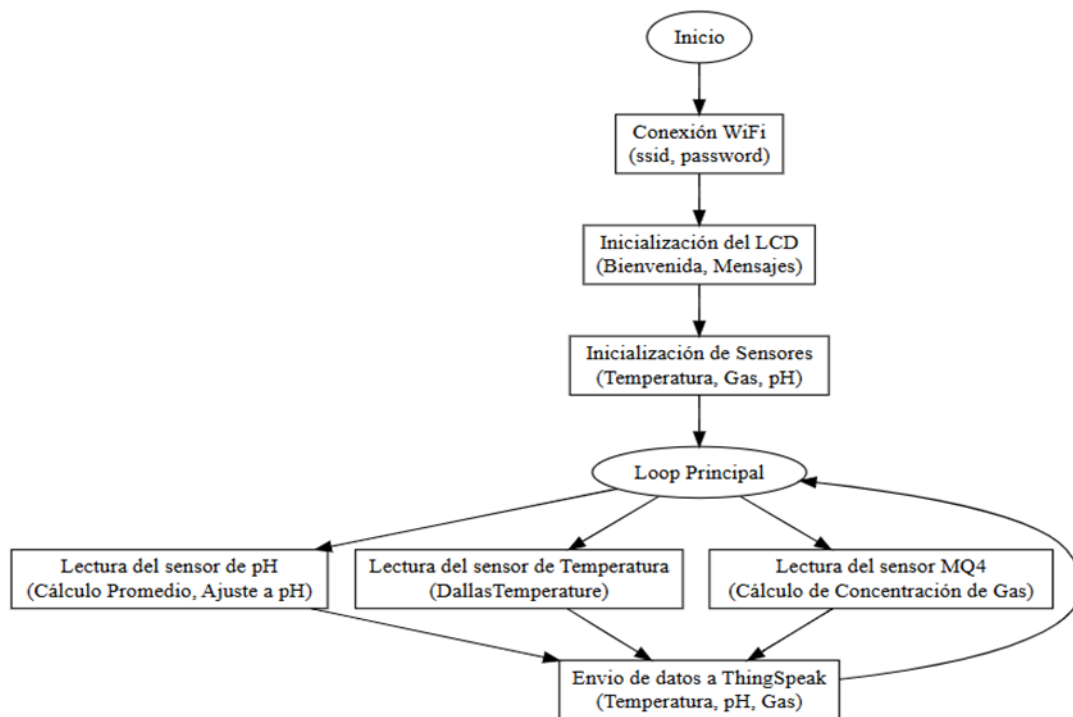 Inicio
Conexión WiFi
(ssid, password)
Inicialización del LCD
(Bienvenida, Mensajes)
Inicialización de Sensores
(Temperatura, Gas, pH)
Loop Principal
Lectura del sensor de pH
(Cálculo Promedio, Ajuste a pH)
Lectura del sensor de Temperatura
(DallasTemperature)
Lectura del sensor MQ4
(Cálculo de Concentración de Gas)
Envio de datos a ThingSpeak
(Temperatura, pH, Gas)